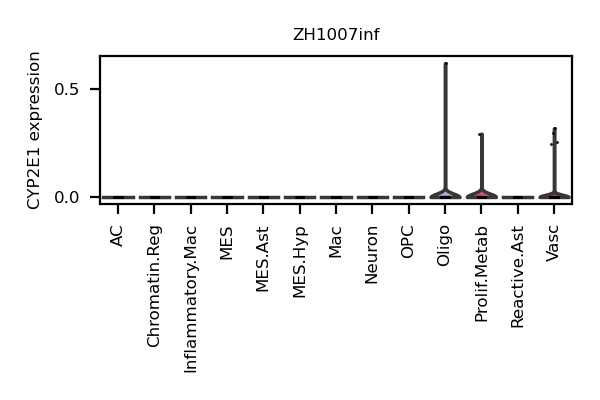 ZH1007inf
CYP2E1 expression
0.5
0.0
AC
Chromatin.Reg
Inflammatory.Mac
MES
MES.Ast
MES.Hyp
Mac
Neuron
OPC
Oligo
Prolif.Metab
Reactive.Ast
Vasc